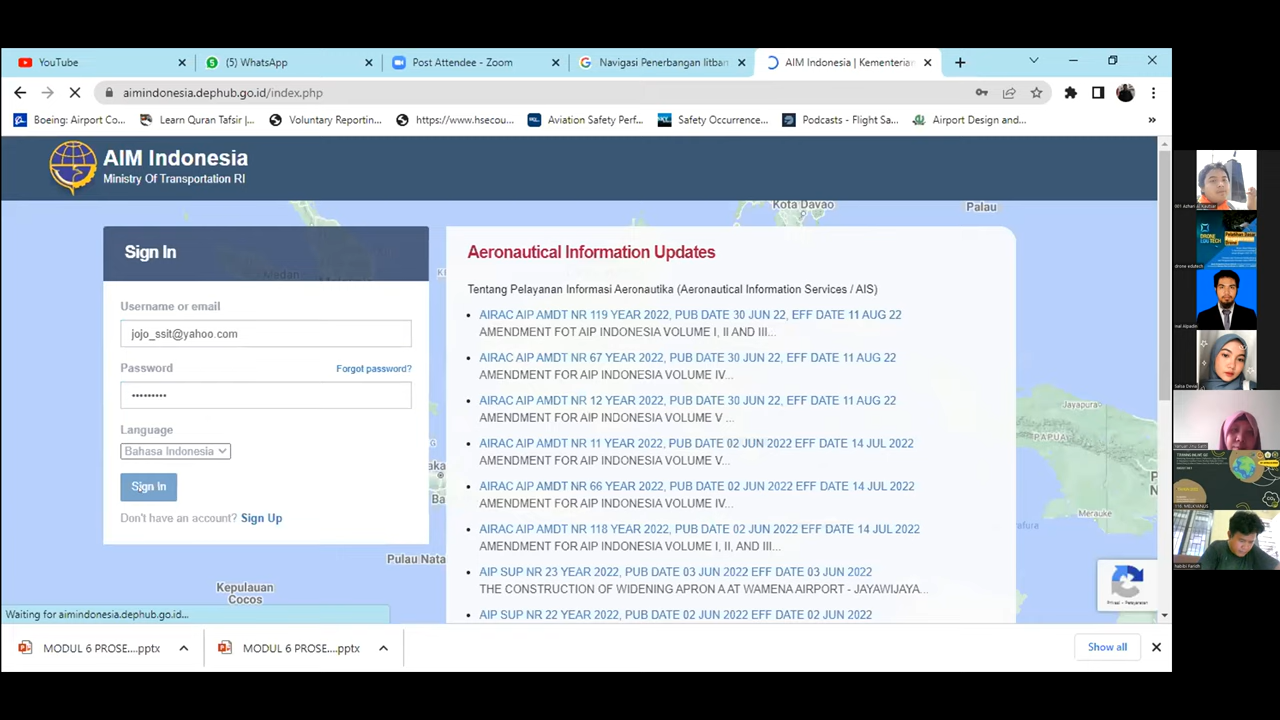 YouTube
(5) WhatsApp
Post Attendee - Zoom
Navigasi Penerbangan litban
AIM Indonesia | Kementerian
aimindonesia.dephub.go.id/index.php
Boeing: Airport Co...
Learn Quran Tafsir |...
Voluntary Reportin...
https://www.hsecou...
Aviation Safety Perf...
Safety Occurrence...
Podcasts - Flight Sa...
Airport Design and...
AIM Indonesia
Ministry Of Transportation RI
Kota Davao
Palau
Sign In
Medan
Username or email
jojo_ssit@yahoo.com
Password
Forgot password?
•••••••••
Language
Bahasa Indonesia
Sign In
Don't have an account? Sign Up
Pulau Nata
Kepulauan
Cocos
Aeronautical Information Updates
Tentang Pelayanan Informasi Aeronautika (Aeronautical Information Services / AIS)
AIRAC AIP AMDT NR 119 YEAR 2022, PUB DATE 30 JUN 22, EFF DATE 11 AUG 22
AMENDMENT FOT AIP INDONESIA VOLUME I, II AND III...
AIRAC AIP AMDT NR 67 YEAR 2022, PUB DATE 30 JUN 22, EFF DATE 11 AUG 22
AMENDMENT FOR AIP INDONESIA VOLUME IV...
AIRAC AIP AMDT NR 12 YEAR 2022, PUB DATE 30 JUN 22, EFF DATE 11 AUG 22
AMENDMENT FOR AIP INDONESIA VOLUME V ...
AIRAC AIP AMDT NR 11 YEAR 2022, PUB DATE 02 JUN 2022 EFF DATE 14 JUL 2022
AMENDMENT FOR AIP INDONESIA VOLUME V...
AIRAC AIP AMDT NR 66 YEAR 2022, PUB DATE 02 JUN 2022 EFF DATE 14 JUL 2022
AMENDMENT FOR AIP INDONESIA VOLUME IV...
AIRAC AIP AMDT NR 118 YEAR 2022, PUB DATE 02 JUN 2022 EFF DATE 14 JUL 2022
AMENDMENT FOR AIP INDONESIA VOLUME I, II, AND III...
AIP SUP NR 23 YEAR 2022, PUB DATE 03 JUN 2022 EFF DATE 03 JUN 2022
THE CONSTRUCTION OF WIDENING APRON A AT WAMENA AIRPORT - JAYAWIJAYA...
AIP SUP NR 22 YEAR 2022, PUB DATE 02 JUN 2022 EFF DATE 02 JUN 2022
Jayapura
PAPUA
Merauke
Waiting for aimindonesia.dephub.go.id...
MODUL 6 PROSE....pptx
MODUL 6 PROSE....pptx
Show all
drone edutech
Salsa Devi